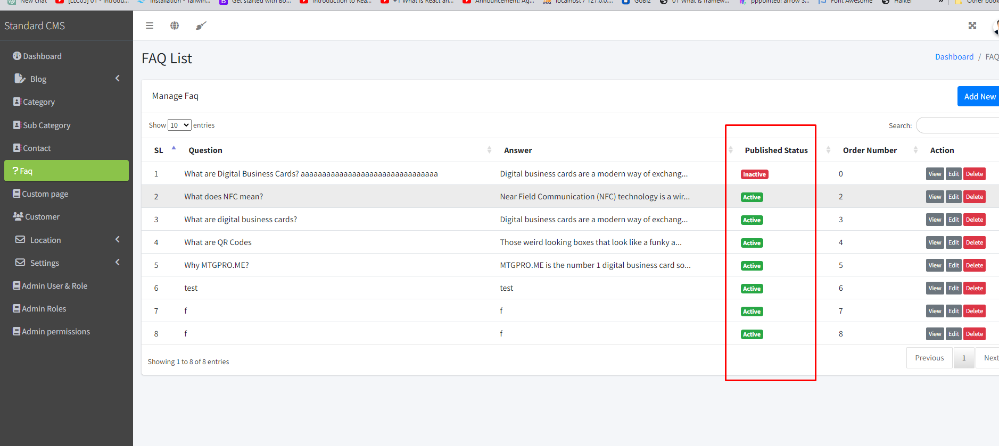 New chat [LLC05] 01 - Introdu... Installation - Tailwin... Get started with Bo... Introduction to Rea... #1 What is React an... Announcement: Ag... localhost / 127.0.0.... GoBiz 01 What is framew... pppointed: arrow S... Font Awesome » Other book
Standard CMS
Dashboard
Blog
Category
Sub Category
Contact
? Faq
Custom page
Customer
Location
Settings
Admin User & Role
Admin Roles
Admin permissions
FAQ List
Dashboard / FAQ
Manage Faq
Add New
Show 10 entries
Search:
SL Question Answer Published Status Order Number Action
1 What are Digital Business Cards? aaaaaaaaaaaaaaaaaaaaaaaaaaaaaaaa Digital business cards are a modern way of exchang... Inactive 0 View Edit Delete
2 What does NFC mean? Near Field Communication (NFC) technology is a wir... Active 2 View Edit Delete
3 What are digital business cards? Digital business cards are a modern way of exchang... Active 3 View Edit Delete
4 What are QR Codes Those weird looking boxes that look like a funky a... Active 4 View Edit Delete
5 Why MTGPRO.ME? MTGPRO.ME is the number 1 digital business card so... Active 5 View Edit Delete
6 test test Active 6 View Edit Delete
7 f f Active 7 View Edit Delete
8 f f Active 8 View Edit Delete
Showing 1 to 8 of 8 entries
Previous 1 Next